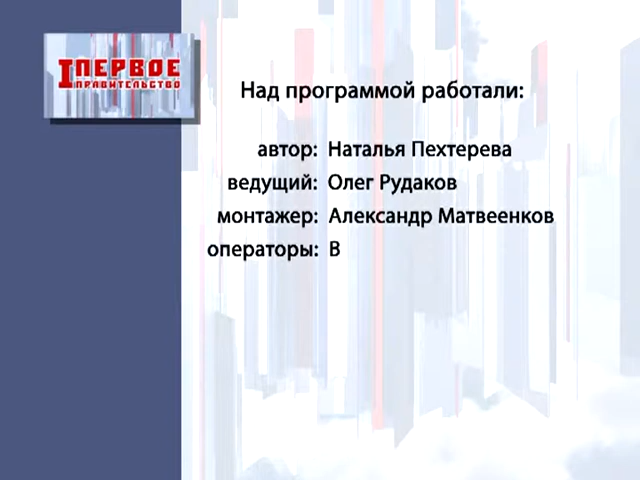 ПЕРВОЕ
ПРАВИТЕЛЬСТВО
Над программой работали:
автор: Наталья Пехтерева
ведущий: Олег Рудаков
монтажер: Александр Матвеенков
операторы: В